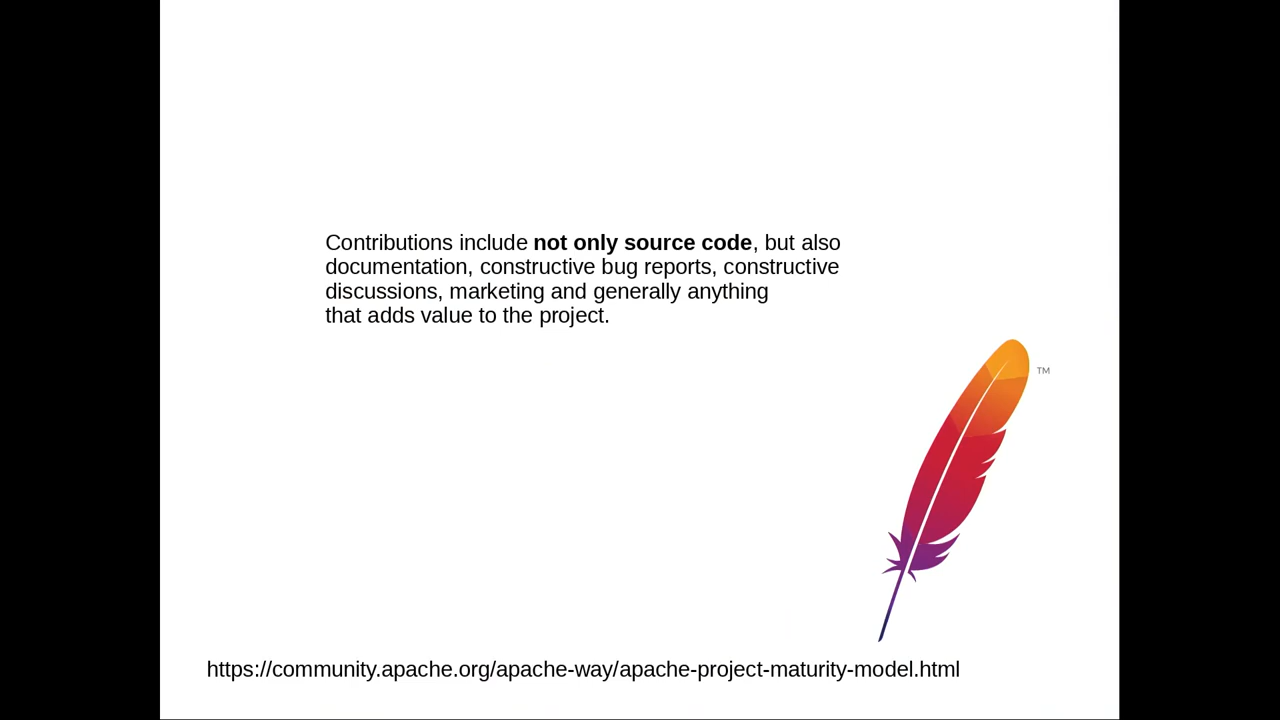 Contributions include not only source code, but also
documentation, constructive bug reports, constructive
discussions, marketing and generally anything
that adds value to the project.
TM
https://community.apache.org/apache-way/apache-project-maturity-model.html